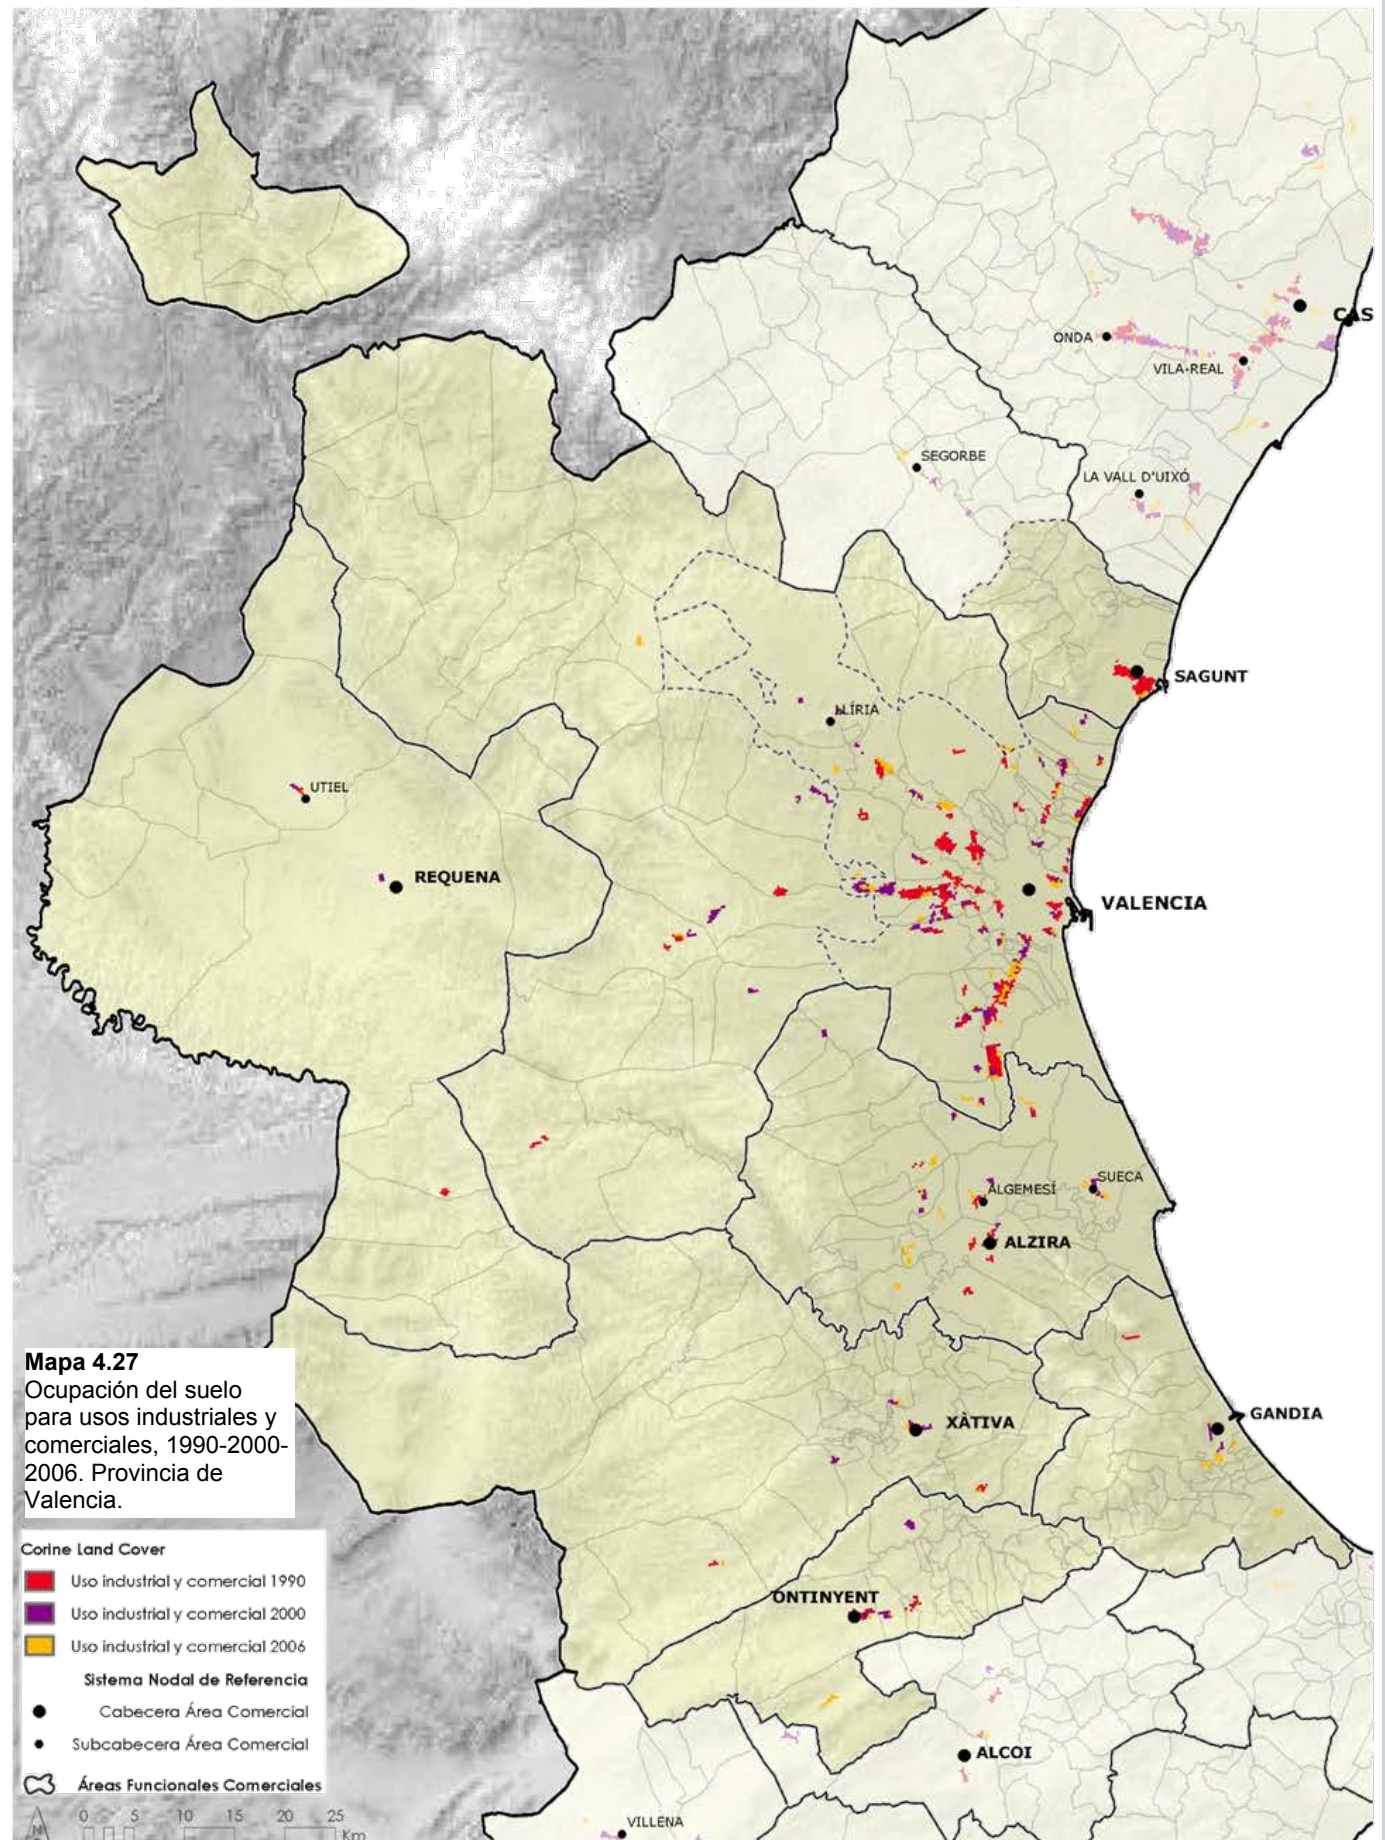 CAS
ONDA
VILA-REAL
SEGORBE
LA VALL D'UIXÓ
SAGUNT
LLÍRIA
UTIEL
REQUENA
VALENCIA
SUECA
ALGEMESÍ
ALZIRA
Mapa 4.27
Ocupación del suelo
para usos industriales y
comerciales, 1990-2000-
2006. Provincia de
Valencia.
XÀTIVA
GANDIA
ONTINYENT
Corine Land Cover
Uso industrial y comercial 1990
Uso industrial y comercial 2000
Uso industrial y comercial 2006
Sistema Nodal de Referencia
Cabecera Área Comercial
Subcabecera Área Comercial
Áreas Funcionales Comerciales
ALCOI
VILLENA
N 0 5 10 15 20 25
Km